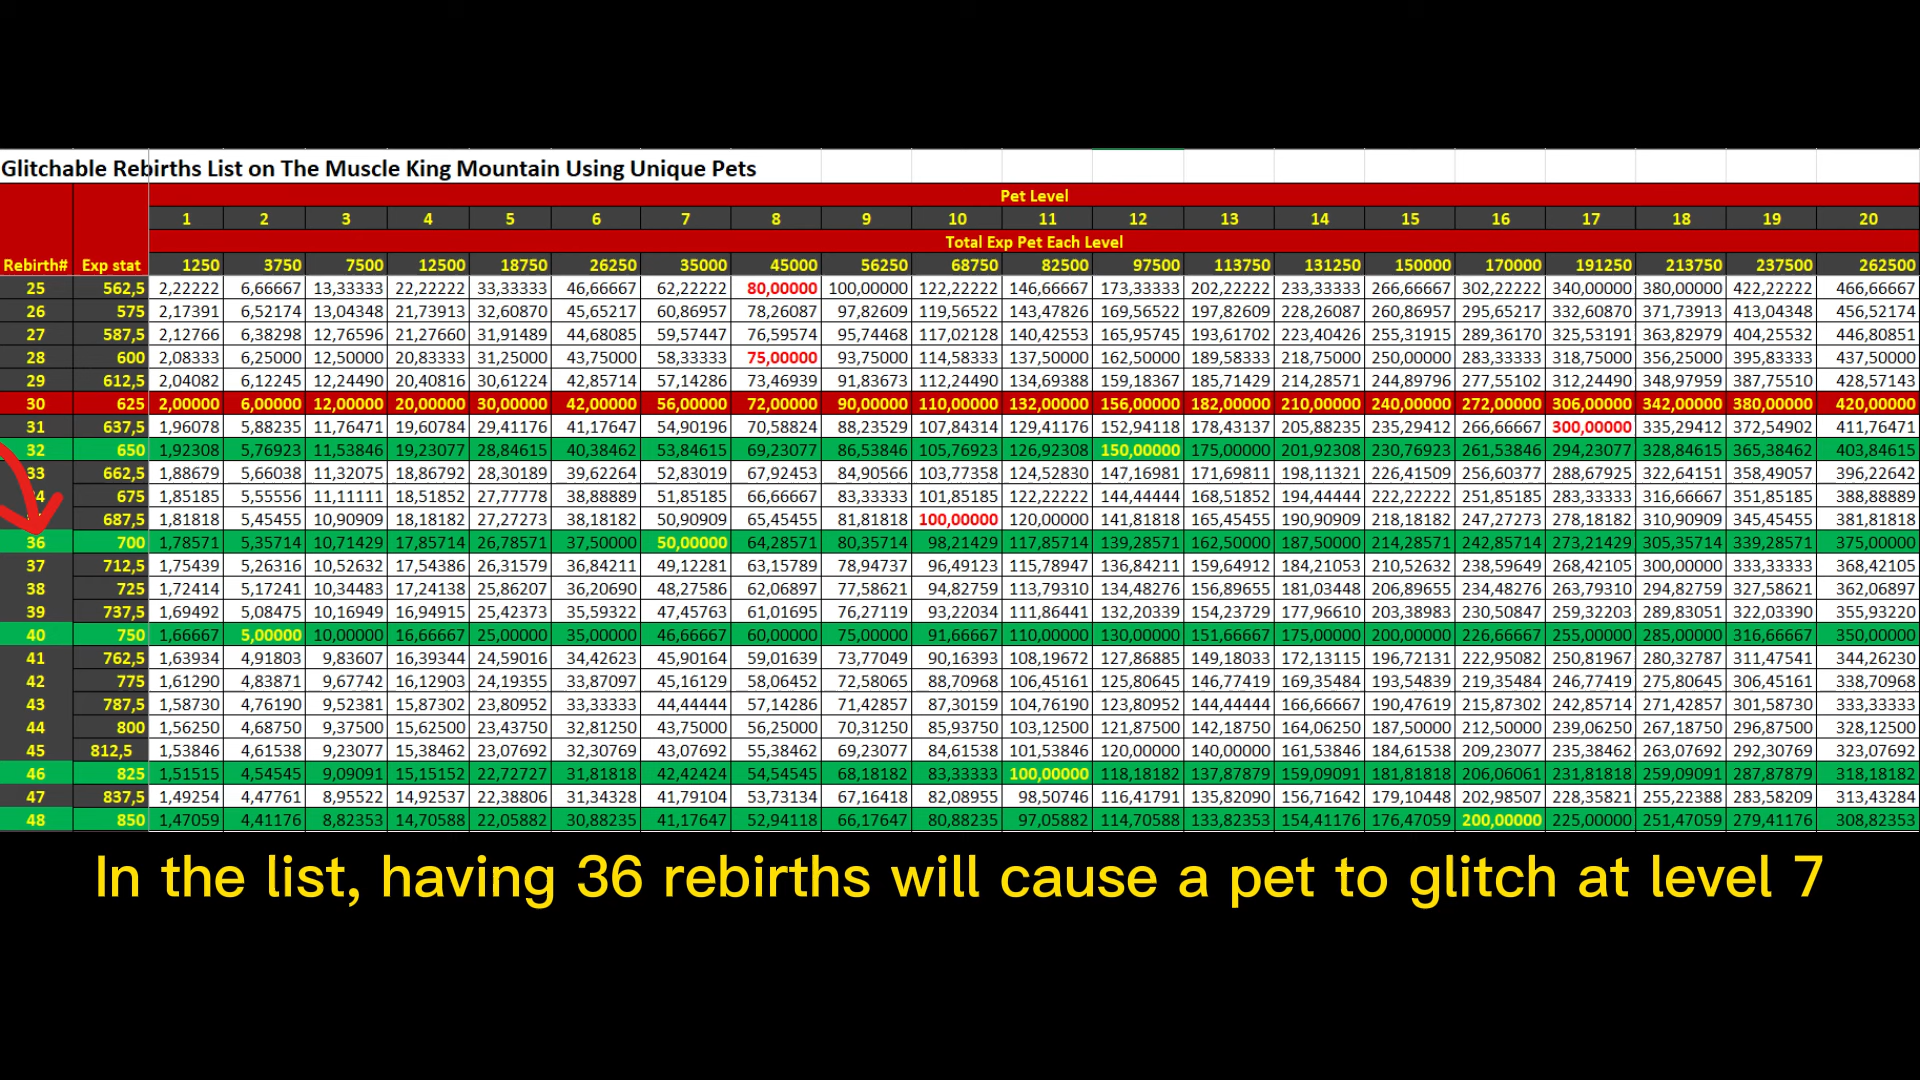 Glitchable Rebirths List on The Muscle King Mountain Using Unique Pets
Pet Level
1 2 3 4 5 6 7 8 9 10 11 12 13 14 15 16 17 18 19 20
Total Exp Pet Each Level
Rebirth# Exp stat 1250 3750 7500 12500 18750 26250 35000 45000 56250 68750 82500 97500 113750 131250 150000 170000 191250 213750 237500 262500
25 562,5 2,22222 6,66667 13,33333 22,22222 33,33333 46,66667 62,22222 80,00000 100,00000 122,22222 146,66667 173,33333 202,22222 233,33333 266,66667 302,22222 340,00000 380,00000 422,22222 466,66667
26 575 2,17391 6,52174 13,04348 21,73913 32,60870 45,65217 60,86957 78,26087 97,82609 119,56522 143,47826 169,56522 197,82609 228,26087 260,86957 295,65217 332,60870 371,73913 413,04348 456,52174
27 587,5 2,12766 6,38298 12,76596 21,27660 31,91489 44,68085 59,57447 76,59574 95,74468 117,02128 140,42553 165,95745 193,61702 223,40426 255,31915 289,36170 325,53191 363,82979 404,25532 446,80851
28 600 2,08333 6,25000 12,50000 20,83333 31,25000 43,75000 58,33333 75,00000 93,75000 114,58333 137,50000 162,50000 189,58333 218,75000 250,00000 283,33333 318,75000 356,25000 395,83333 437,50000
29 612,5 2,04082 6,12245 12,24490 20,40816 30,61224 42,85714 57,14286 73,46939 91,83673 112,24490 134,69388 159,18367 185,71429 214,28571 244,89796 277,55102 312,24490 348,97959 387,75510 428,57143
30 625 2,00000 6,00000 12,00000 20,00000 30,00000 42,00000 56,00000 72,00000 90,00000 110,00000 132,00000 156,00000 182,00000 210,00000 240,00000 272,00000 306,00000 342,00000 380,00000 420,00000
31 637,5 1,96078 5,88235 11,76471 19,60784 29,41176 41,17647 54,90196 70,58824 88,23529 107,84314 129,41176 152,94118 178,43137 205,88235 235,29412 266,66667 300,00000 335,29412 372,54902 411,76471
32 650 1,92308 5,76923 11,53846 19,23077 28,84615 40,38462 53,84615 69,23077 86,53846 105,76923 126,92308 150,00000 175,00000 201,92308 230,76923 261,53846 294,23077 328,84615 365,38462 403,84615
33 662,5 1,88679 5,66038 11,32075 18,86792 28,30189 39,62264 52,83019 67,92453 84,90566 103,77358 124,52830 147,16981 171,69811 198,11321 226,41509 256,60377 288,67925 322,64151 358,49057 396,22642
4 675 1,85185 5,55556 11,11111 18,51852 27,77778 38,88889 51,85185 66,66667 83,33333 101,85185 122,22222 144,44444 168,51852 194,44444 222,22222 251,85185 283,33333 316,66667 351,85185 388,88889
687,5 1,81818 5,45455 10,90909 18,18182 27,27273 38,18182 50,90909 65,45455 81,81818 100,00000 120,00000 141,81818 165,45455 190,90909 218,18182 247,27273 278,18182 310,90909 345,45455 381,81818
36 700 1,78571 5,35714 10,71429 17,85714 26,78571 37,50000 50,00000 64,28571 80,35714 98,21429 117,85714 139,28571 162,50000 187,50000 214,28571 242,85714 273,21429 305,35714 339,28571 375,00000
37 712,5 1,75439 5,26316 10,52632 17,54386 26,31579 36,84211 49,12281 63,15789 78,94737 96,49123 115,78947 136,84211 159,64912 184,21053 210,52632 238,59649 268,42105 300,00000 333,33333 368,42105
38 725 1,72414 5,17241 10,34483 17,24138 25,86207 36,20690 48,27586 62,06897 77,58621 94,82759 113,79310 134,48276 156,89655 181,03448 206,89655 234,48276 263,79310 294,82759 327,58621 362,06897
39 737,5 1,69492 5,08475 10,16949 16,94915 25,42373 35,59322 47,45763 61,01695 76,27119 93,22034 111,86441 132,20339 154,23729 177,96610 203,38983 230,50847 259,32203 289,83051 322,03390 355,93220
40 750 1,66667 5,00000 10,00000 16,66667 25,00000 35,00000 46,66667 60,00000 75,00000 91,66667 110,00000 130,00000 151,66667 175,00000 200,00000 226,66667 255,00000 285,00000 316,66667 350,00000
41 762,5 1,63934 4,91803 9,83607 16,39344 24,59016 34,42623 45,90164 59,01639 73,77049 90,16393 108,19672 127,86885 149,18033 172,13115 196,72131 222,95082 250,81967 280,32787 311,47541 344,26230
42 775 1,61290 4,83871 9,67742 16,12903 24,19355 33,87097 45,16129 58,06452 72,58065 88,70968 106,45161 125,80645 146,77419 169,35484 193,54839 219,35484 246,77419 275,80645 306,45161 338,70968
43 787,5 1,58730 4,76190 9,52381 15,87302 23,80952 33,33333 44,44444 57,14286 71,42857 87,30159 104,76190 123,80952 144,44444 166,66667 190,47619 215,87302 242,85714 271,42857 301,58730 333,33333
44 800 1,56250 4,68750 9,37500 15,62500 23,43750 32,81250 43,75000 56,25000 70,31250 85,93750 103,12500 121,87500 142,18750 164,06250 187,50000 212,50000 239,06250 267,18750 296,87500 328,12500
45 812,5 1,53846 4,61538 9,23077 15,38462 23,07692 32,30769 43,07692 55,38462 69,23077 84,61538 101,53846 120,00000 140,00000 161,53846 184,61538 209,23077 235,38462 263,07692 292,30769 323,07692
46 825 1,51515 4,54545 9,09091 15,15152 22,72727 31,81818 42,42424 54,54545 68,18182 83,33333 100,00000 118,18182 137,87879 159,09091 181,81818 206,06061 231,81818 259,09091 287,87879 318,18182
47 837,5 1,49254 4,47761 8,95522 14,92537 22,38806 31,34328 41,79104 53,73134 67,16418 82,08955 98,50746 116,41791 135,82090 156,71642 179,10448 202,98507 228,35821 255,22388 283,58209 313,43284
48 850 1,47059 4,41176 8,82353 14,70588 22,05882 30,88235 41,17647 52,94118 66,17647 80,88235 97,05882 114,70588 133,82353 154,41176 176,47059 200,00000 225,00000 251,47059 279,41176 308,82353
In the list, having 36 rebirths will cause a pet to glitch at level 7